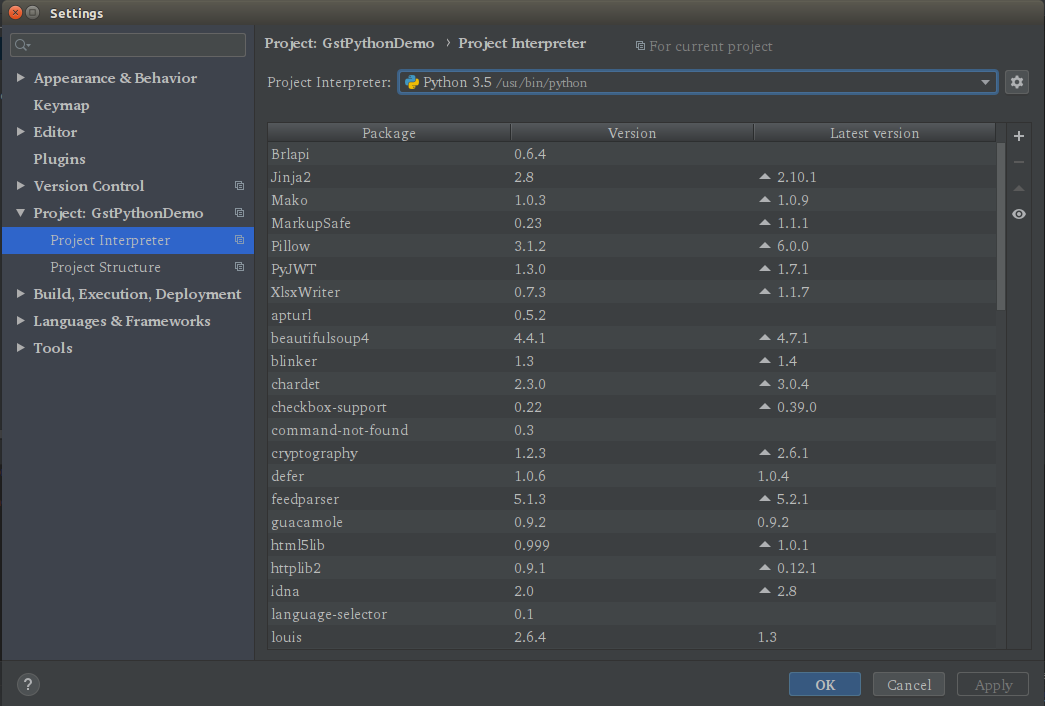 Settings
Project: GstPythonDemo › Project Interpreter For current project
Project Interpreter: Python 3.5 /usr/bin/python
Appearance & Behavior
Keymap
Editor
Plugins
Version Control
Project: GstPythonDemo
Project Interpreter
Project Structure
Build, Execution, Deployment
Languages & Frameworks
Tools
Package Version Latest version
Brlapi 0.6.4
Jinja2 2.8 2.10.1
Mako 1.0.3 1.0.9
MarkupSafe 0.23 1.1.1
Pillow 3.1.2 6.0.0
PyJWT 1.3.0 1.7.1
XlsxWriter 0.7.3 1.1.7
apturl 0.5.2
beautifulsoup4 4.4.1 4.7.1
blinker 1.3 1.4
chardet 2.3.0 3.0.4
checkbox-support 0.22 0.39.0
command-not-found 0.3
cryptography 1.2.3 2.6.1
defer 1.0.6 1.0.4
feedparser 5.1.3 5.2.1
guacamole 0.9.2 0.9.2
html5lib 0.999 1.0.1
httplib2 0.9.1 0.12.1
idna 2.0 2.8
language-selector 0.1
louis 2.6.4 1.3
? OK Cancel Apply